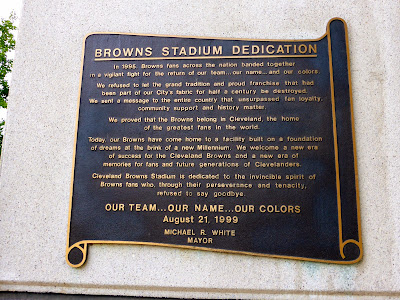 BROWNS STADIUM DEDICATION
In 1995, Browns fans across the nation banded together
in a vigilant fight for the return of our team...our name...and our colors.
We refused to let the grand tradition and proud franchise that had
been part of our City's fabric for half a century be destroyed.
We sent a message to the entire country that unsurpassed fan loyalty,
community support and history matter.
We proved that the Browns belong in Cleveland, the home
of the greatest fans in the world.
Today, our Browns have come home to a facility built on a foundation
of dreams at the brink of a new Millennium. We welcome a new era
of success for the Cleveland Browns and a new era of
memories for fans and future generations of Clevelanders.
Cleveland Browns Stadium is dedicated to the invincible spirit of
Browns fans who, through their perseverance and tenacity,
refused to say goodbye.
OUR TEAM...OUR NAME...OUR COLORS
August 21, 1999
MICHAEL R. WHITE
MAYOR